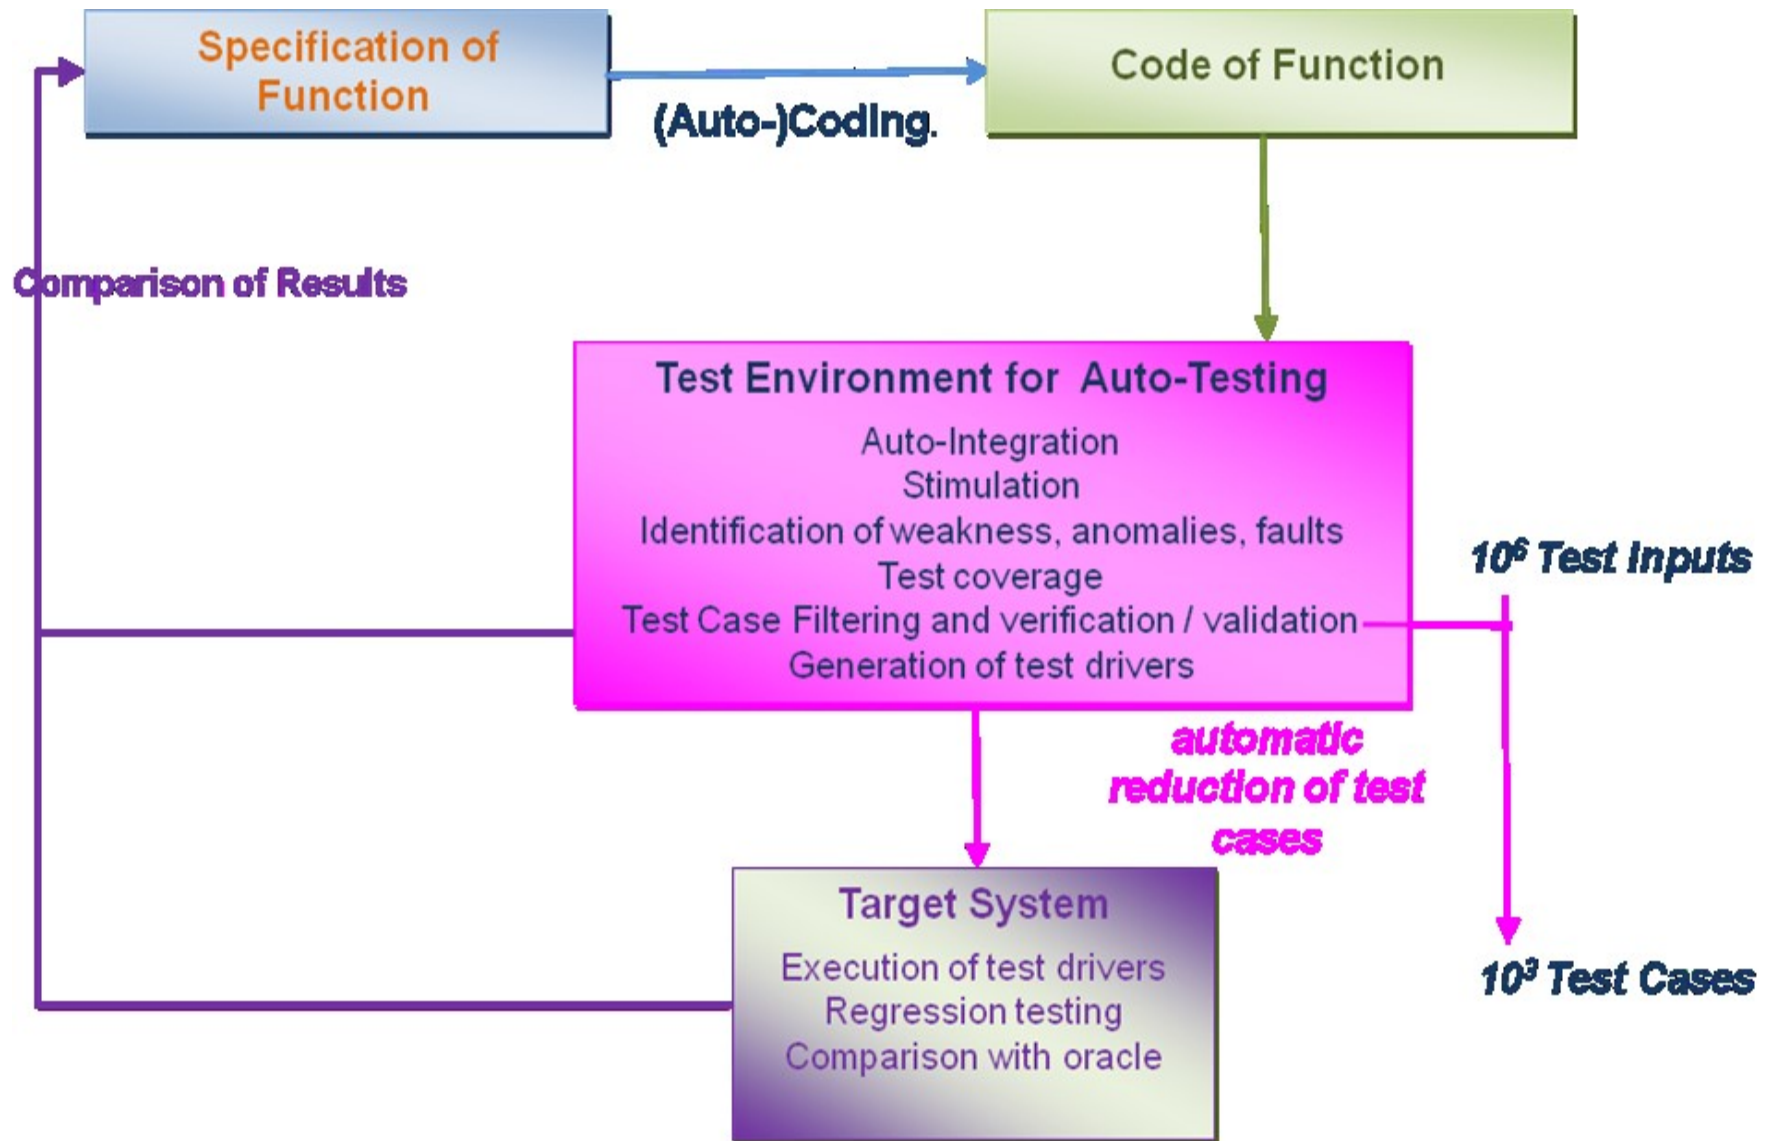 Specification of
Function
(Auto-)Coding.
Code of Function
Comparison of Results
Test Environment for Auto-Testing
Auto-Integration
Stimulation
Identification of weakness, anomalies, faults
Test coverage
Test Case Filtering and verification / validation
Generation of test drivers
10⁶ Test Inputs
automatic
reduction of test
cases
10³ Test Cases
Target System
Execution of test drivers
Regression testing
Comparison with oracle